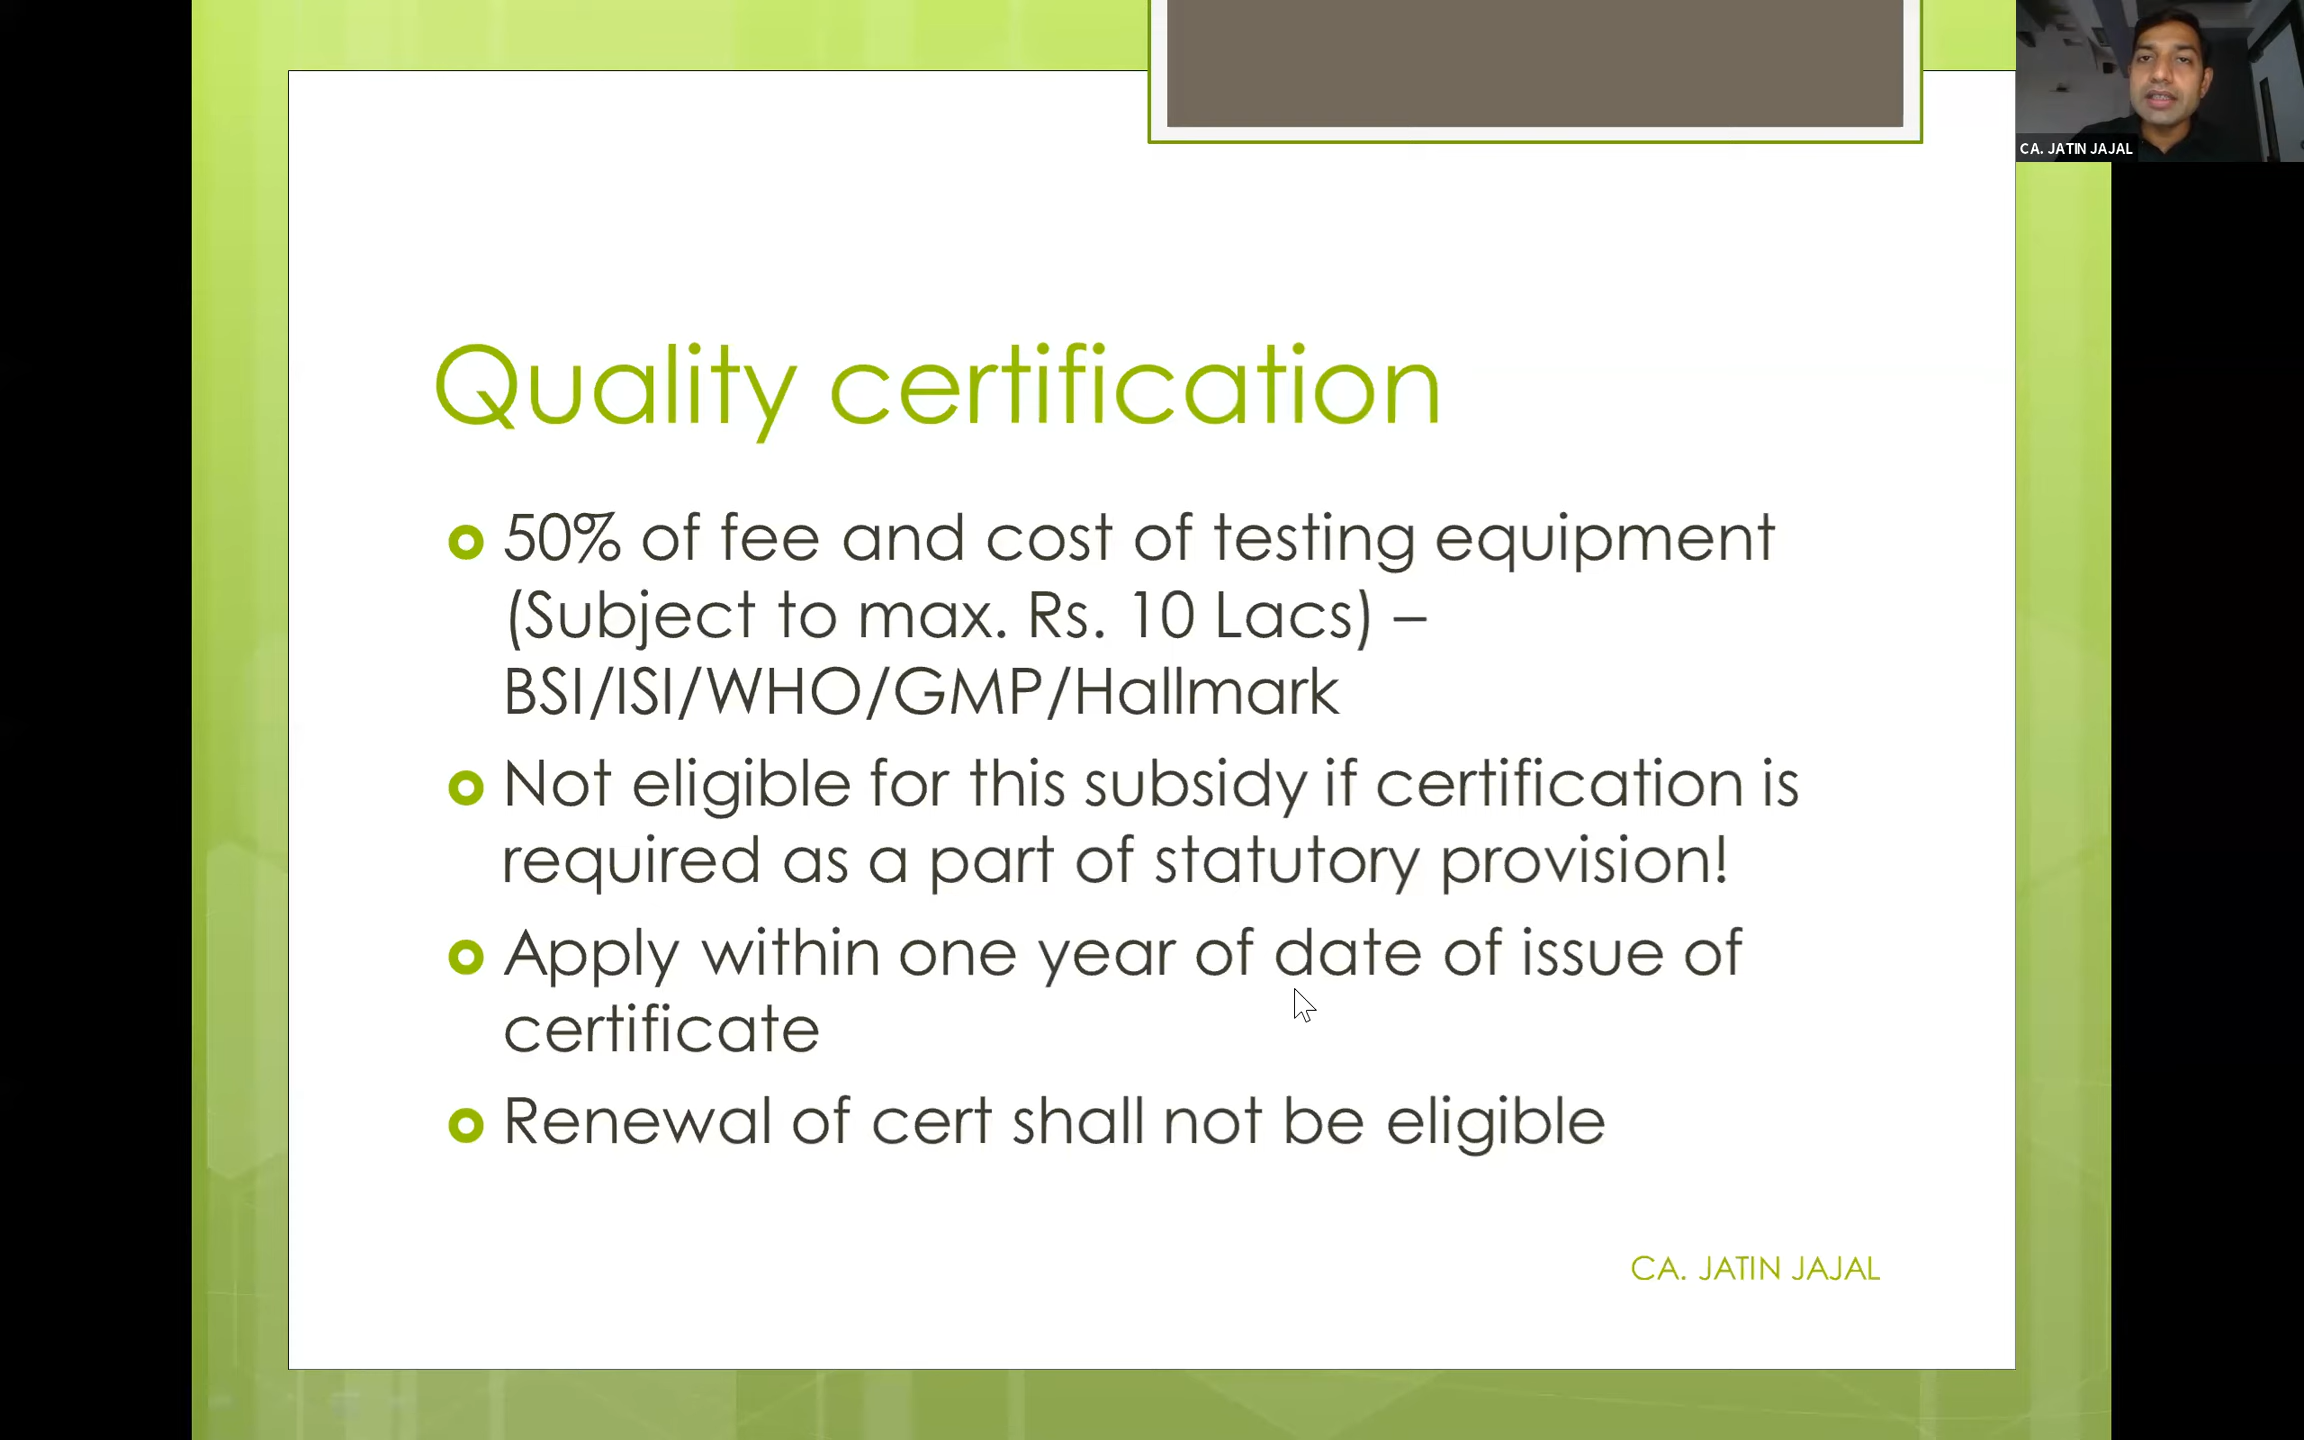 CA. JATIN JAJAL
Quality certification
50% of fee and cost of testing equipment
(Subject to max. Rs. 10 Lacs) –
BSI/ISI/WHO/GMP/Hallmark
Not eligible for this subsidy if certification is
required as a part of statutory provision!
Apply within one year of date of issue of
certificate
Renewal of cert shall not be eligible
CA. JATIN JAJAL